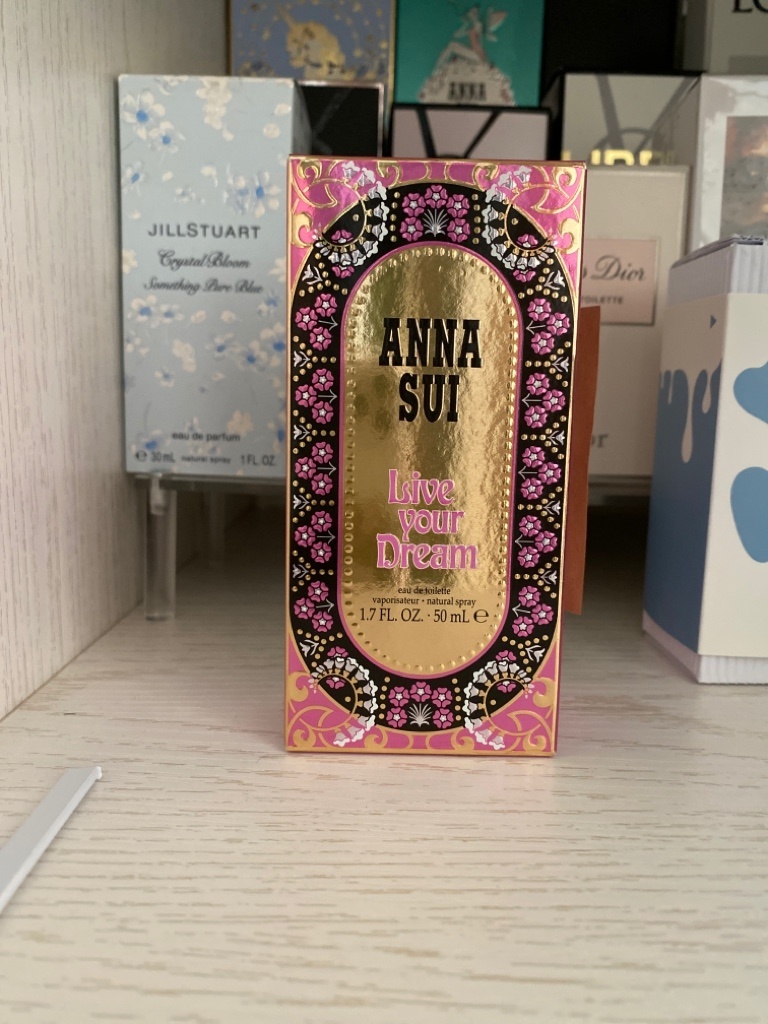 ANNA
JILLSTUART
Crystal Bloom
Something Pure Blue
eau de parfum
℮ 30 mL natural spray 1 FL. OZ.
ANNA
SUI
Live
your
Dream
eau de toilette
vaporisateur · natural spray
1.7 FL. OZ. · 50 mL ℮
Dior